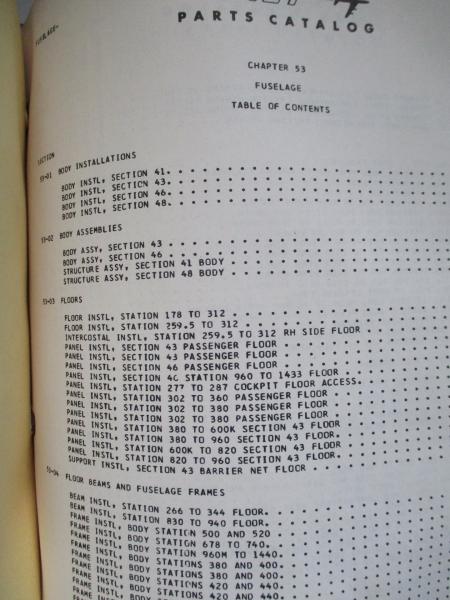 FUSELAGE-
PARTS CATALOG
CHAPTER 53
FUSELAGE
TABLE OF CONTENTS
SECTION
53-01 BODY INSTALLATIONS
BODY INSTL, SECTION 41.
BODY INSTL, SECTION 43.
BODY INSTL, SECTION 46.
BODY INSTL, SECTION 48.
53-02 BODY ASSEMBLIES
BODY ASSY, SECTION 43
BODY ASSY, SECTION 46
STRUCTURE ASSY, SECTION 41 BODY
STRUCTURE ASSY, SECTION 48 BODY
53-03 FLOORS
FLOOR INSTL, STATION 178 TO 312
FLOOR INSTL, STATION 259.5 TO 312
INTERCOSTAL INSTL, STATION 259.5 TO 312 RH SIDE FLOOR
PANEL INSTL, SECTION 43 PASSENGER FLOOR
PANEL INSTL, SECTION 43 PASSENGER FLOOR
PANEL INSTL, SECTION 46 PASSENGER FLOOR
PANEL INSTL, SECTION 46 STATION 960 TO 1433 FLOOR
PANEL INSTL, STATION 277 TO 287 COCKPIT FLOOR ACCESS.
PANEL INSTL, STATION 302 TO 360 PASSENGER FLOOR
PANEL INSTL, STATION 302 TO 380 PASSENGER FLOOR
PANEL INSTL, STATION 302 TO 380 PASSENGER FLOOR
PANEL INSTL, STATION 380 TO 600K SECTION 43 FLOOR
PANEL INSTL, STATION 380 TO 960 SECTION 43 FLOOR.
PANEL INSTL, STATION 600K TO 820 SECTION 43 FLOOR
PANEL INSTL, STATION 820 TO 960 SECTION 43 FLOOR.
SUPPORT INSTL, SECTION 43 BARRIER NET FLOOR
53-04 FLOOR BEAMS AND FUSELAGE FRAMES
BEAM INSTL, STATION 266 TO 344 FLOOR.
BEAM INSTL, STATION 830 TO 940 FLOOR.
FRAME INSTL, BODY STATION 500 AND 520
FRAME INSTL, BODY STATION 678 TO 740.
FRAME INSTL, BODY STATION 960M TO 1440.
FRAME INSTL, BODY STATIONS 380 AND 400.
FRAME INSTL, BODY STATIONS 380 AND 400.
FRAME INSTL, BODY STATIONS 420 AND 440.
FRAME INSTL, BODY STATIONS 420 AND 440.